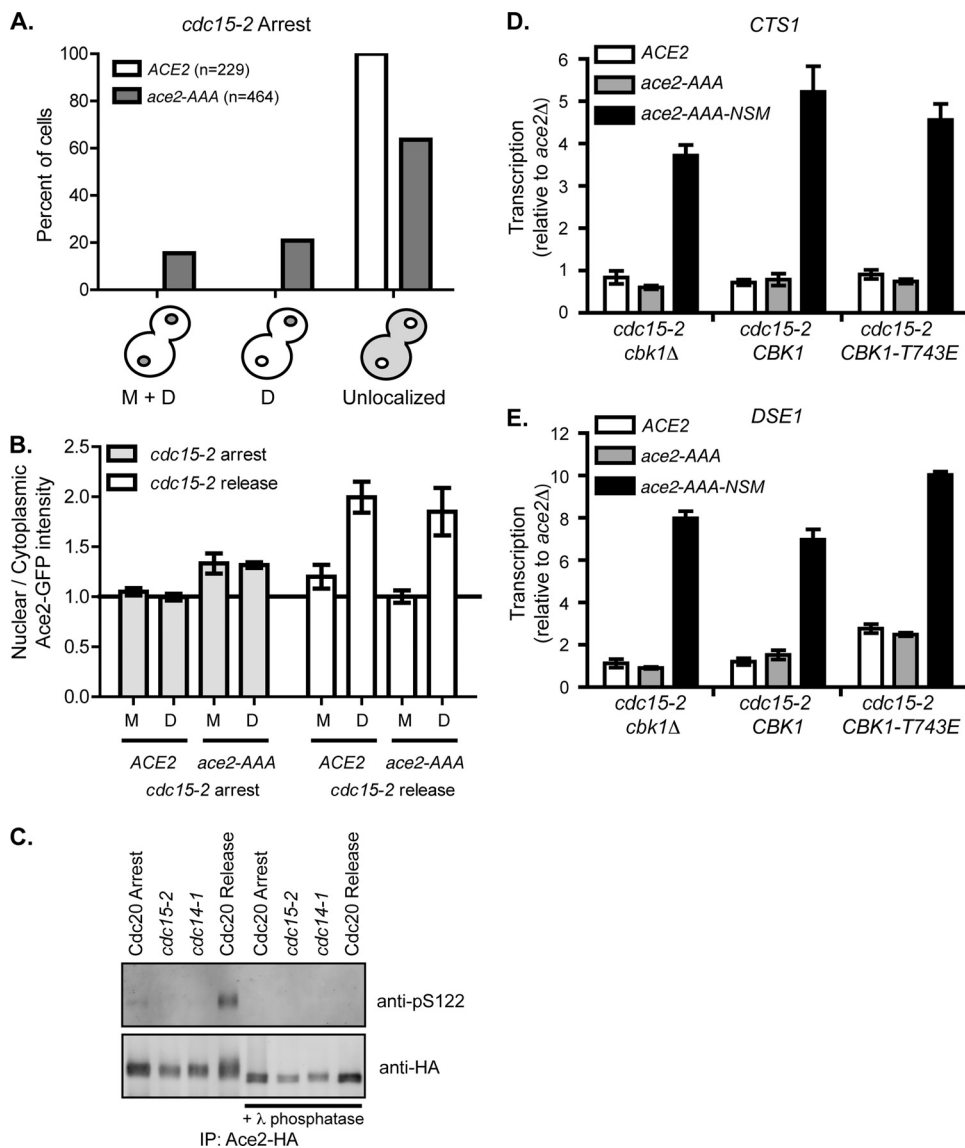 A.
cdc15-2 Arrest
Percent of cells
100
80
60
40
20
0
ACE2 (n=229)
ace2-AAA (n=464)
M + D
D
Unlocalized
B.
Nuclear / Cytoplasmic
Ace2-GFP intensity
2.5
2.0
1.5
1.0
0.5
0.0
cdc15-2 arrest
cdc15-2 release
M D M D M D M D
ACE2 ace2-AAA ACE2 ace2-AAA
cdc15-2 arrest cdc15-2 release
C.
Cdc20 Arrest
cdc15-2
cdc14-1
Cdc20 Release
Cdc20 Arrest
cdc15-2
cdc14-1
Cdc20 Release
anti-pS122
anti-HA
+ λ phosphatase
IP: Ace2-HA
D.
CTS1
Transcription
(relative to ace2Δ)
7
6
5
4
3
2
1
0
ACE2
ace2-AAA
ace2-AAA-NSM
cdc15-2 cdc15-2 cdc15-2
cbk1Δ CBK1 CBK1-T743E
E.
DSE1
Transcription
(relative to ace2Δ)
12
10
8
6
4
2
0
ACE2
ace2-AAA
ace2-AAA-NSM
cdc15-2 cdc15-2 cdc15-2
cbk1Δ CBK1 CBK1-T743E